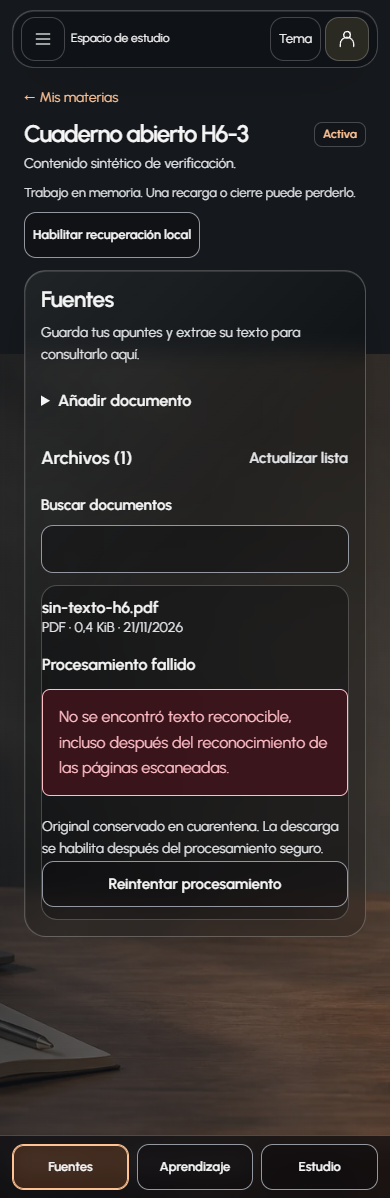 Espacio de estudio
Tema
← Mis materias
Cuaderno abierto H6-3
Activa
Contenido sintético de verificación.
Trabajo en memoria. Una recarga o cierre puede perderlo.
Habilitar recuperación local
Fuentes
Guarda tus apuntes y extrae su texto para
consultarlo aquí.
▶ Añadir documento
Archivos (1)
Actualizar lista
Buscar documentos
sin-texto-h6.pdf
PDF · 0,4 KiB · 21/11/2026
Procesamiento fallido
No se encontró texto reconocible,
incluso después del reconocimiento de
las páginas escaneadas.
Original conservado en cuarentena. La descarga
se habilita después del procesamiento seguro.
Reintentar procesamiento
Fuentes
Aprendizaje
Estudio